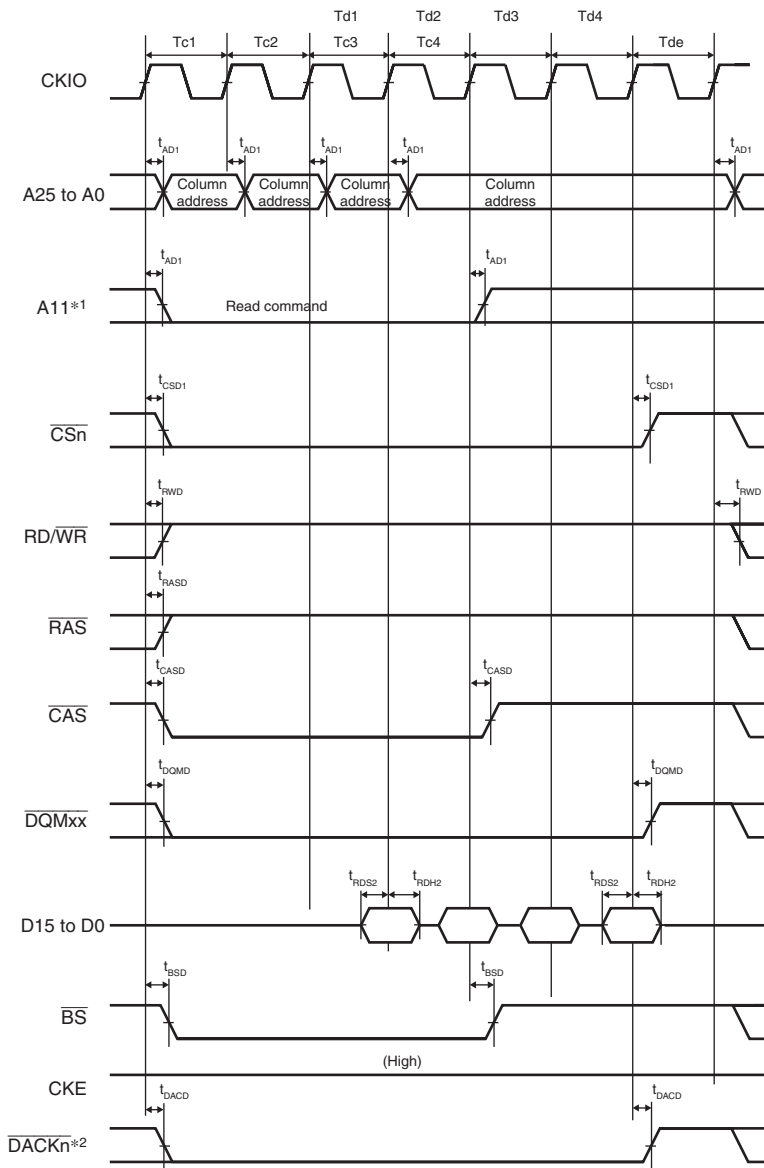 Td1 Td2 Td3 Td4
Tc1 Tc2 Tc3 Tc4 Tde
CKIO
tAD1 tAD1 tAD1 tAD1 tAD1
A25 to A0
Column address
Column address
Column address
Column address
tAD1 tAD1
A11*1
Read command
tCSD1 tCSD1
CSn
tRWD tRWD
RD/WR
tRASD
RAS
tCASD tCASD
CAS
tDQMD tDQMD
DQMxx
tRDS2 tRDH2 tRDS2 tRDH2
D15 to D0
tBSD tBSD
BS
(High)
CKE
tDACD tDACD
DACKn*2